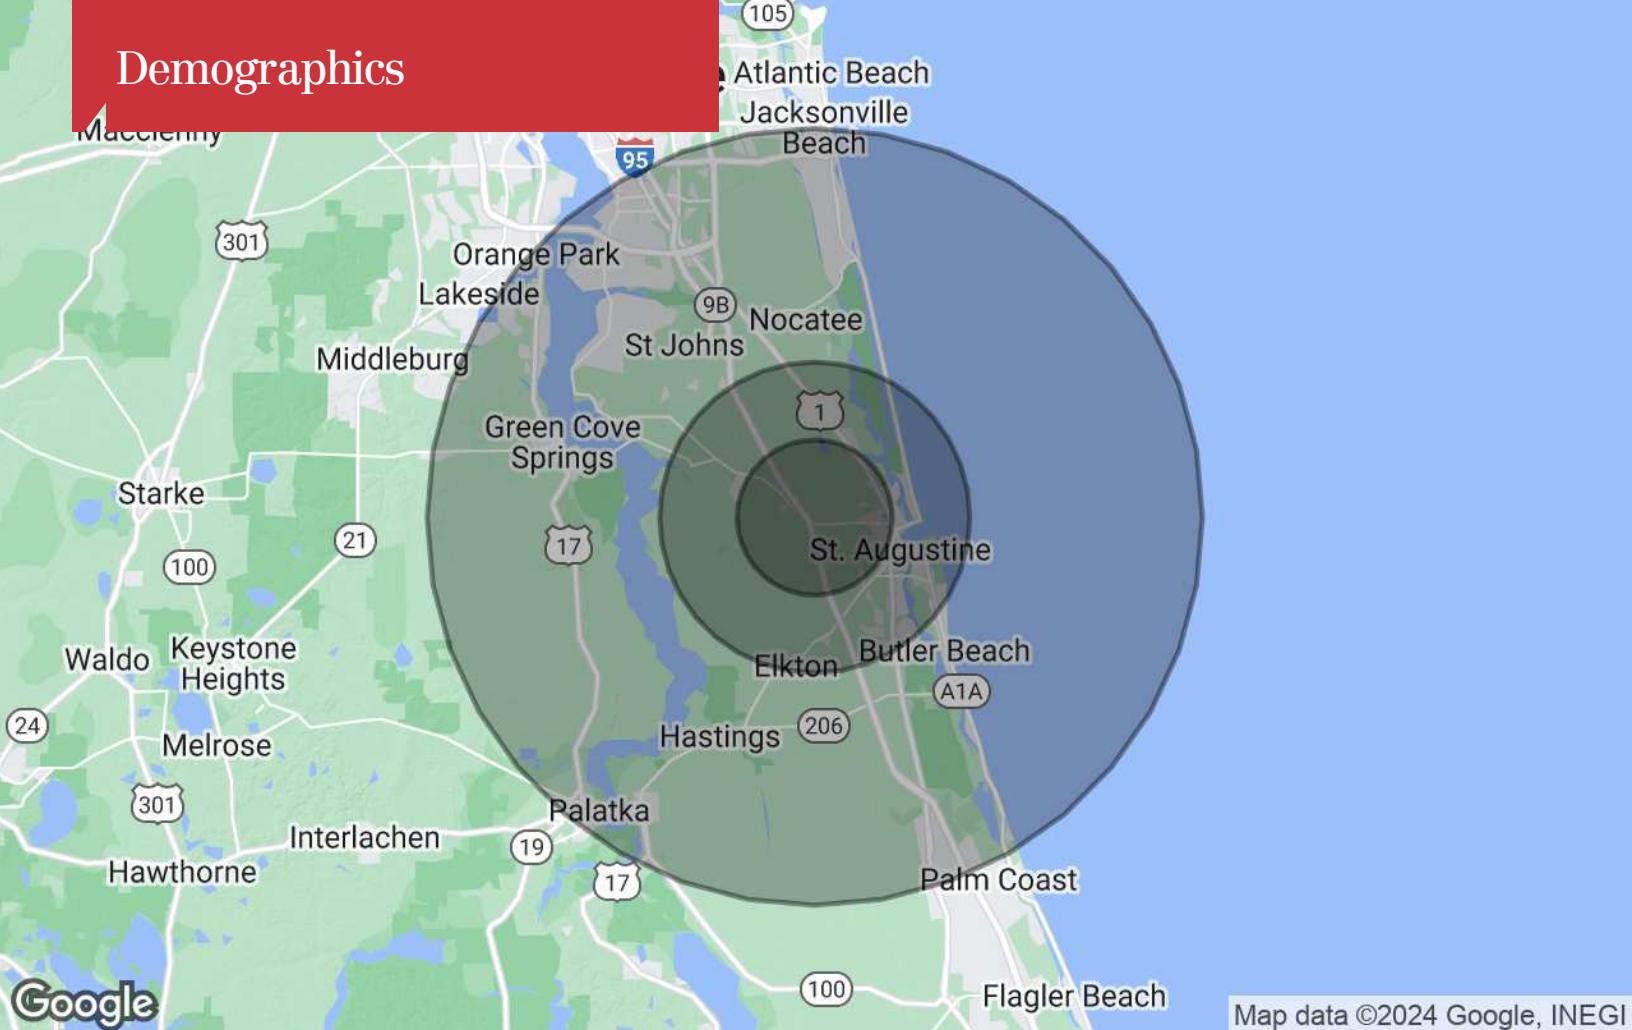 105
Demographics
Atlantic Beach
Jacksonville
Beach
Macclenny
95
301
Orange Park
Lakeside
9B
Nocatee
St Johns
Middleburg
1
Green Cove
Springs
Starke
21
17
100
St. Augustine
Waldo
Keystone
Heights
Butler Beach
Elkton
A1A
24
206
Hastings
Melrose
301
Palatka
Interlachen
19
Hawthorne
17
Palm Coast
100
Flagler Beach
Google
Map data ©2024 Google, INEGI